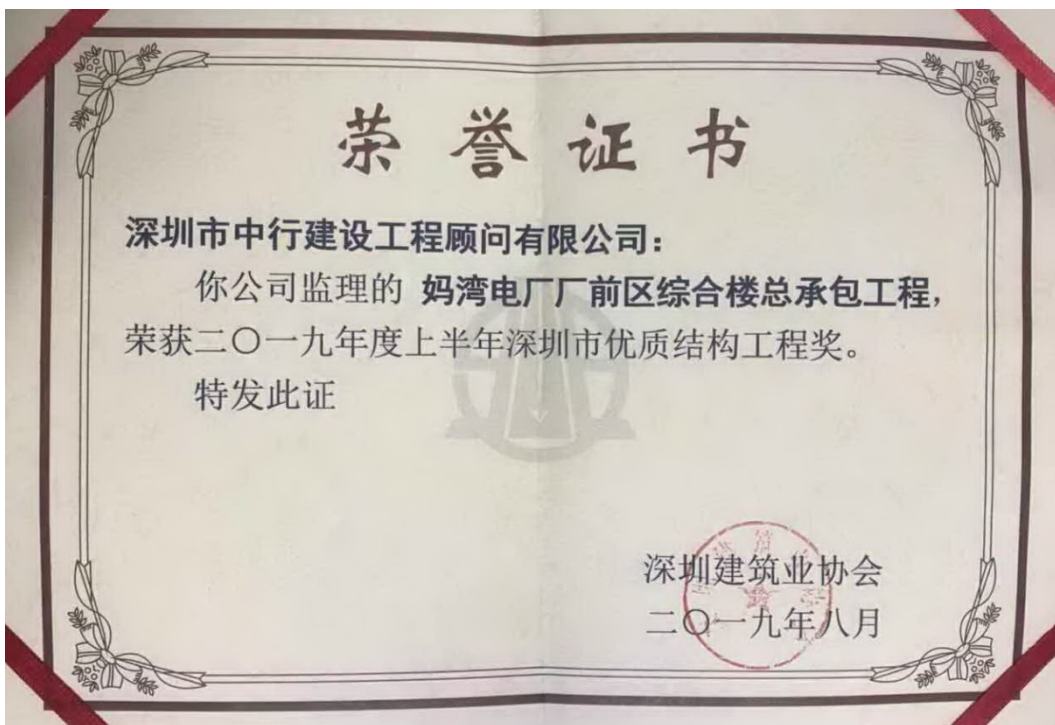 荣誉证书
深圳市中行建设工程顾问有限公司：
你公司监理的 妈湾电厂厂前区综合楼总承包工程，
荣获二〇一九年度上半年深圳市优质结构工程奖。
特发此证
深圳建筑业协会
二〇一九年八月